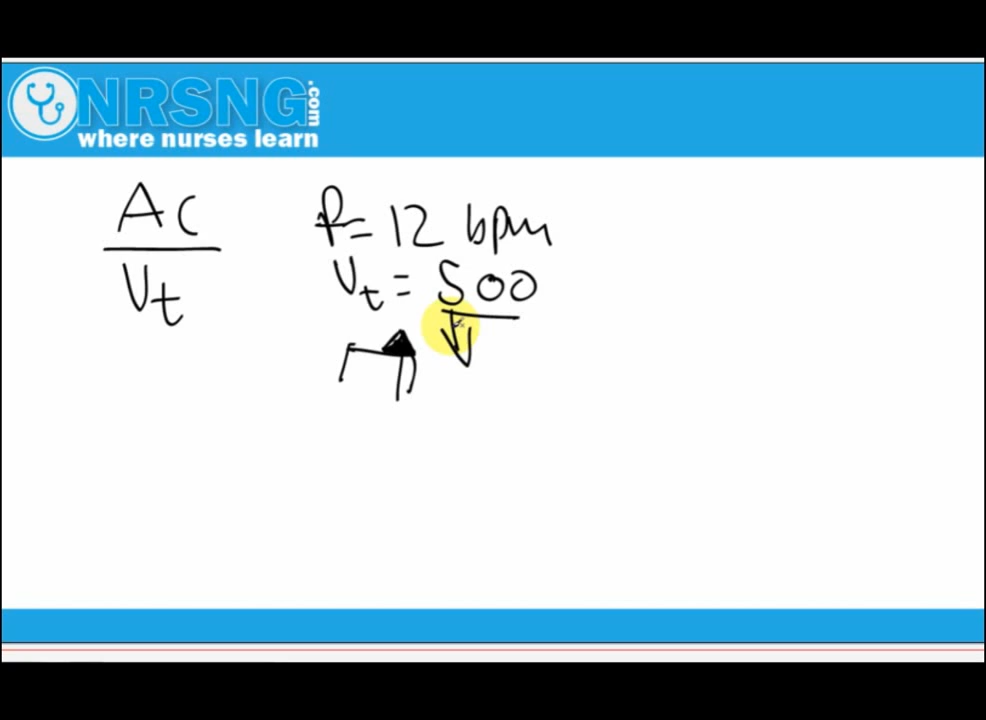 NRSNG.com
where nurses learn
AC
Vt
f= 12 bpm
Vt = 500